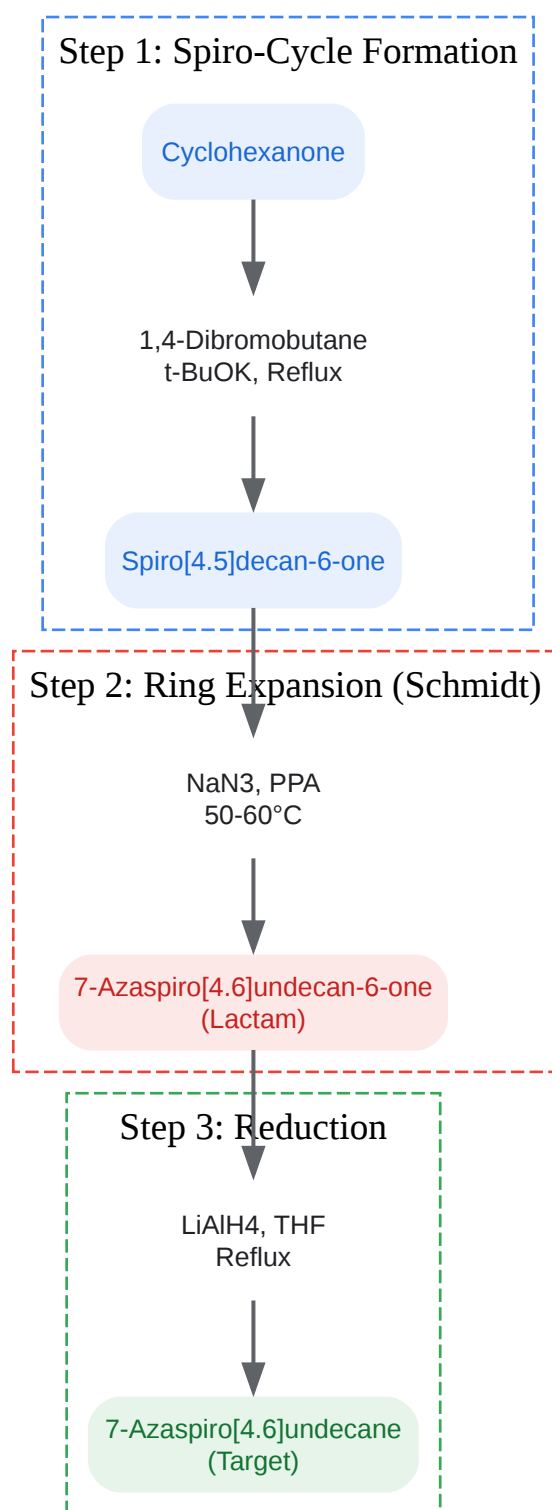 Step 1: Spiro-Cycle Formation
Cyclohexanone
1,4-Dibromobutane
t-BuOK, Reflux
Spiro[4.5]decan-6-one
Step 2: Ring Expansion (Schmidt)
NaN3, PPA
50-60°C
7-Azaspiro[4.6]undecan-6-one
(Lactam)
Step 3: Reduction
LiAlH4, THF
Reflux
7-Azaspiro[4.6]undecane
(Target)